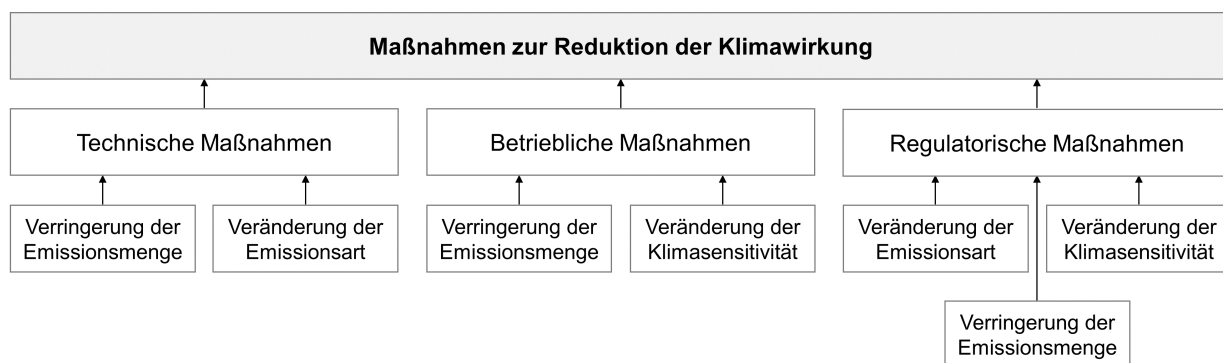 Maßnahmen zur Reduktion der Klimawirkung
Technische Maßnahmen
Betriebliche Maßnahmen
Regulatorische Maßnahmen
Verringerung der
Emissionsmenge
Veränderung der
Emissionsart
Verringerung der
Emissionsmenge
Veränderung der
Klimasensitivität
Veränderung der
Emissionsart
Veränderung der
Klimasensitivität
Verringerung der
Emissionsmenge